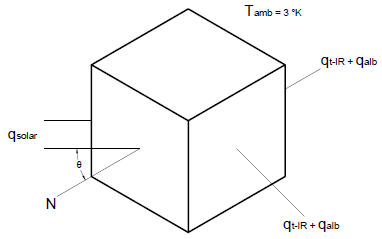 Tamb = 3 °K
qt-IR + qalb
qsolar
θ
N
qt-IR + qalb